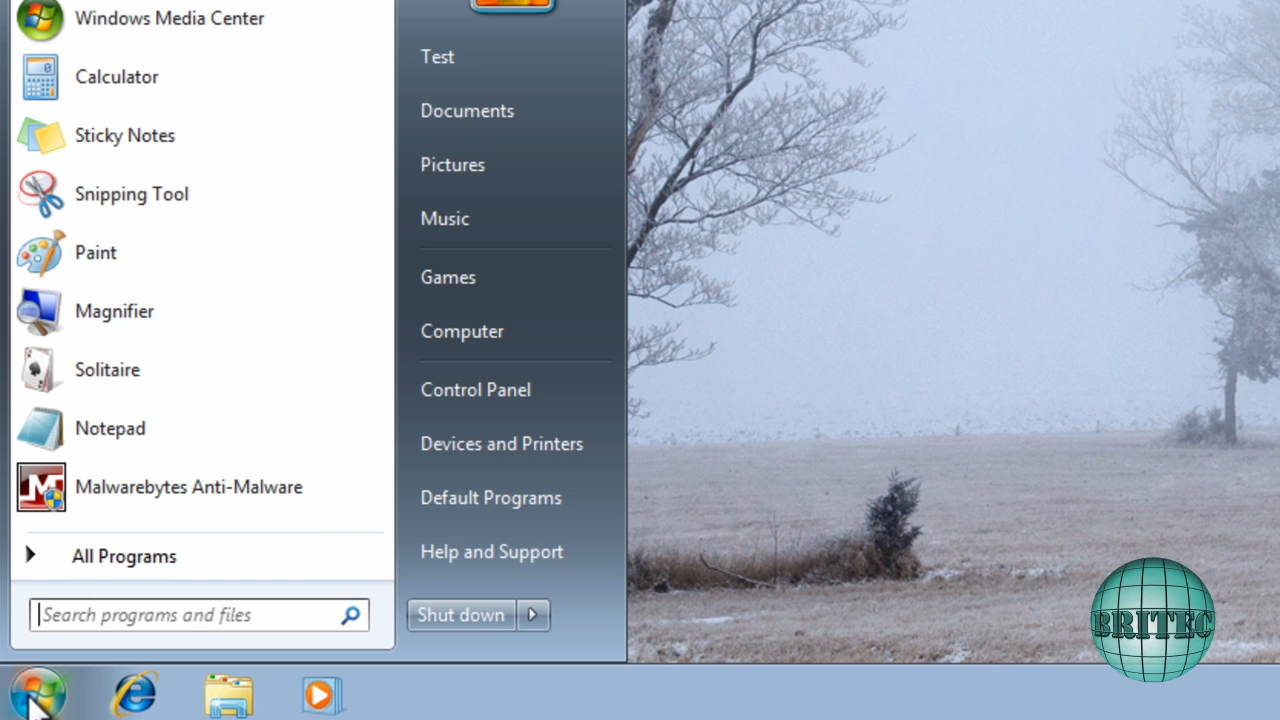 Windows Media Center
Calculator
Sticky Notes
Snipping Tool
Paint
Magnifier
Solitaire
Notepad
Malwarebytes Anti-Malware
All Programs
Search programs and files
Test
Documents
Pictures
Music
Games
Computer
Control Panel
Devices and Printers
Default Programs
Help and Support
Shut down
BRITEC